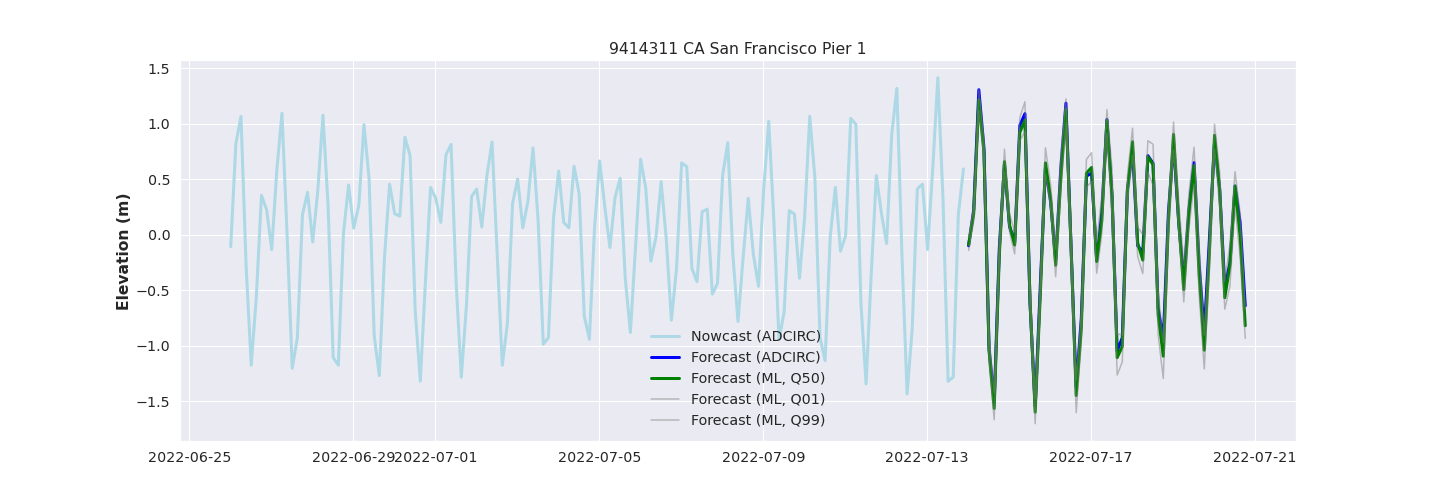 9414311 CA San Francisco Pier 1
Elevation (m)
1.5
1.0
0.5
0.0
−0.5
−1.0
−1.5
Nowcast (ADCIRC)
Forecast (ADCIRC)
Forecast (ML, Q50)
Forecast (ML, Q01)
Forecast (ML, Q99)
2022-06-25 2022-06-29 2022-07-01 2022-07-05 2022-07-09 2022-07-13 2022-07-17 2022-07-21